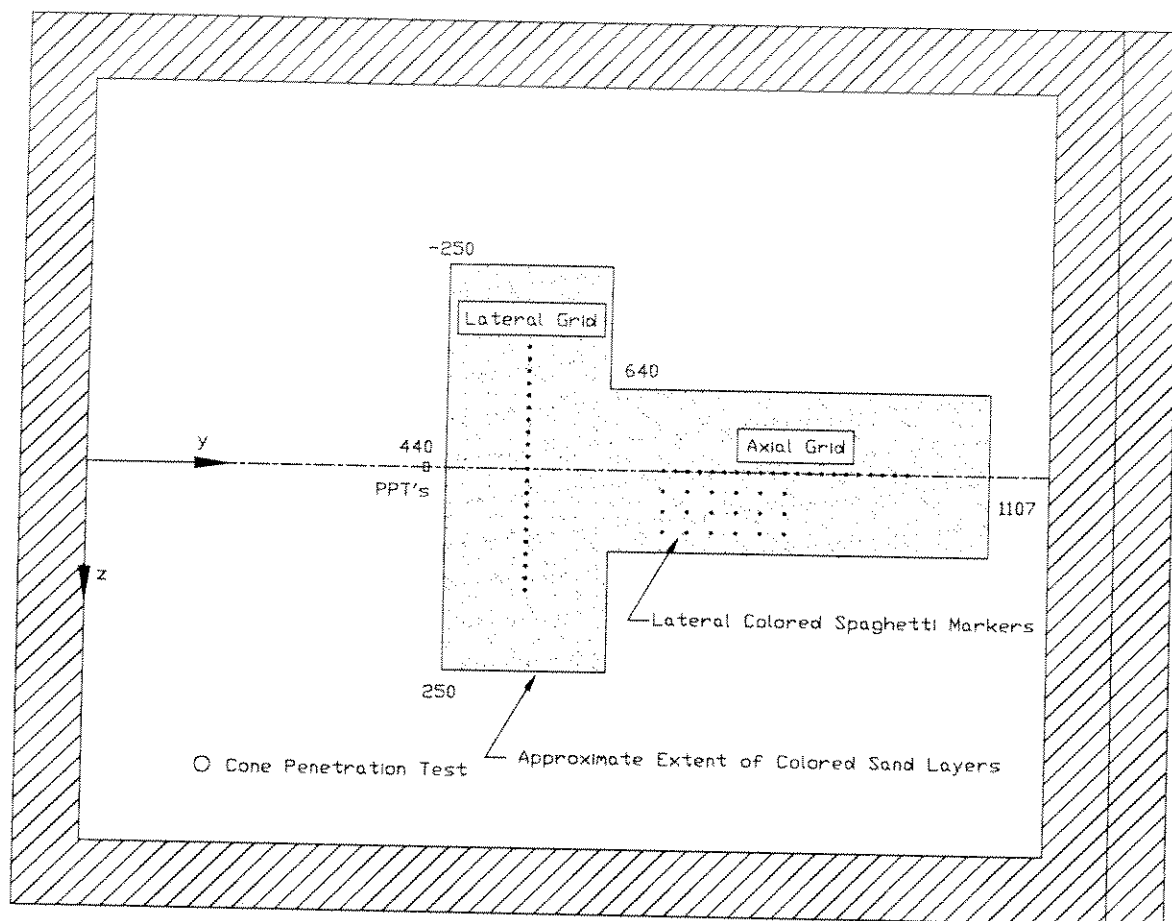 -250
Lateral Grid
640
Axial Grid
y
440
PPT's
1107
z
Lateral Colored Spaghetti Markers
250
Approximate Extent of Colored Sand Layers
Cone Penetration Test